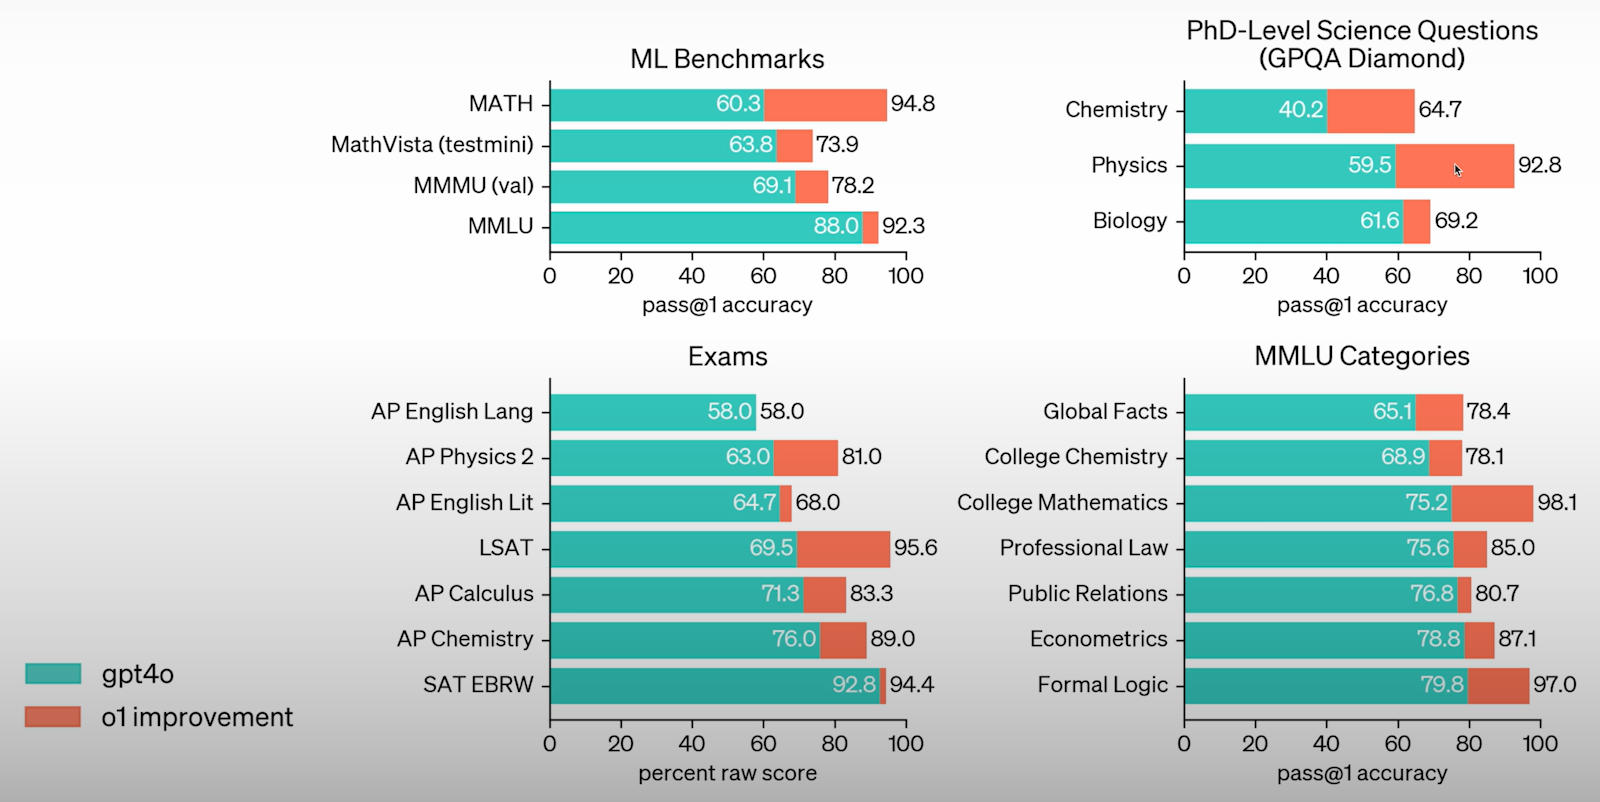 ML Benchmarks
MATH 60.3 94.8
MathVista (testmini) 63.8 73.9
MMMU (val) 69.1 78.2
MMLU 88.0 92.3
0 20 40 60 80 100
pass@1 accuracy
PhD-Level Science Questions
(GPQA Diamond)
Chemistry 40.2 64.7
Physics 59.5 92.8
Biology 61.6 69.2
0 20 40 60 80 100
pass@1 accuracy
Exams
AP English Lang 58.0 58.0
AP Physics 2 63.0 81.0
AP English Lit 64.7 68.0
LSAT 69.5 95.6
AP Calculus 71.3 83.3
AP Chemistry 76.0 89.0
SAT EBRW 92.8 94.4
0 20 40 60 80 100
percent raw score
MMLU Categories
Global Facts 65.1 78.4
College Chemistry 68.9 78.1
College Mathematics 75.2 98.1
Professional Law 75.6 85.0
Public Relations 76.8 80.7
Econometrics 78.8 87.1
Formal Logic 79.8 97.0
0 20 40 60 80 100
pass@1 accuracy
gpt4o
o1 improvement